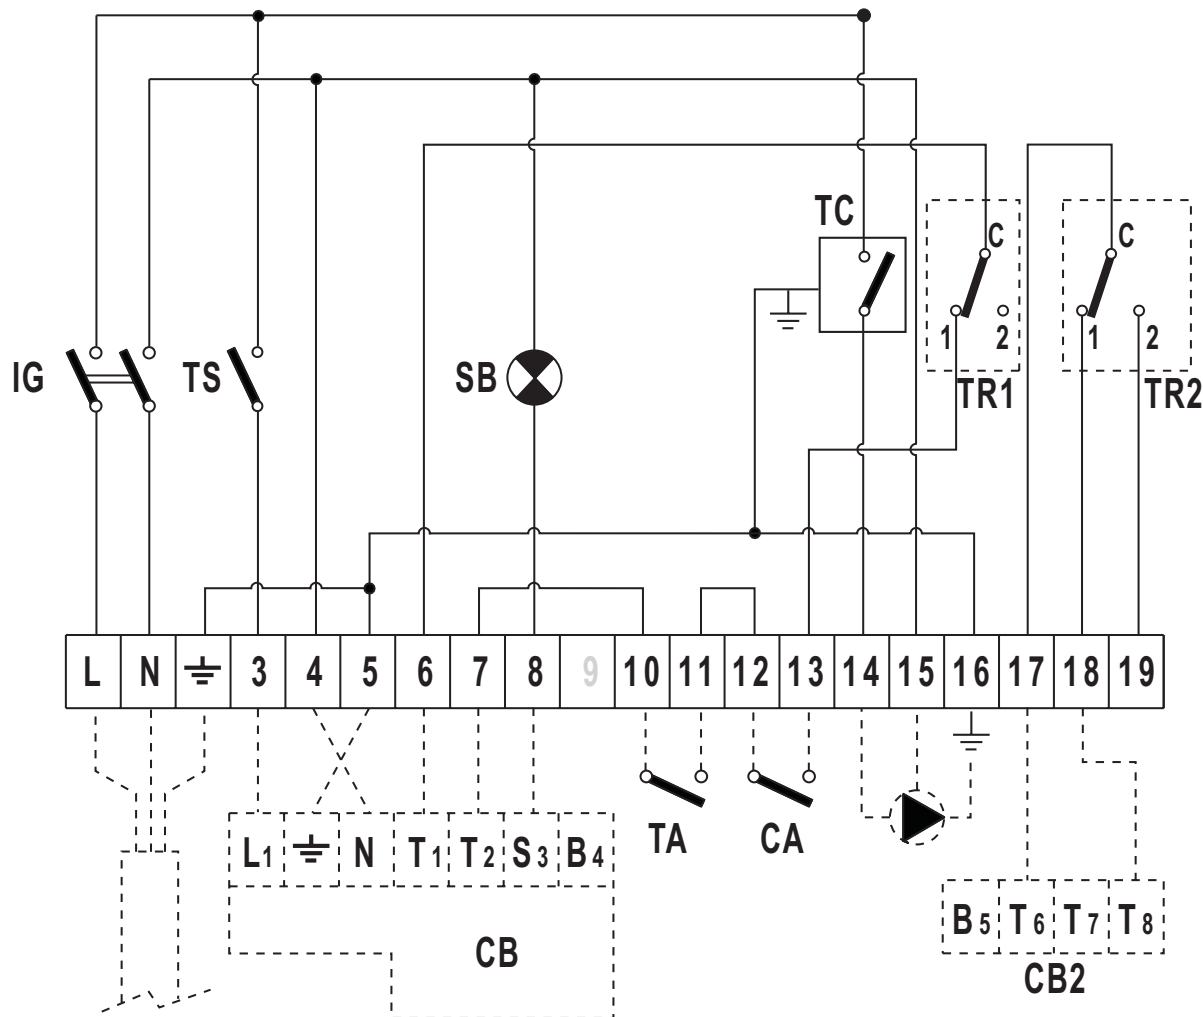 TC
C C
1 2 1 2
IG TS SB TR1 TR2
L N 3 4 5 6 7 8 9 10 11 12 13 14 15 16 17 18 19
TA CA
L1 N T1 T2 S3 B4
B5 T6 T7 T8
CB CB2